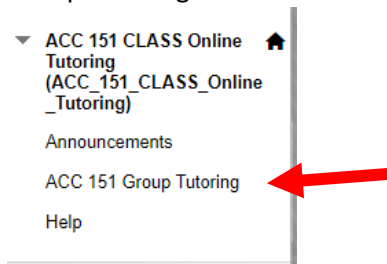 ACC 151 CLASS Online
Tutoring
(ACC_151_CLASS_Online
_Tutoring)
Announcements
ACC 151 Group Tutoring
Help